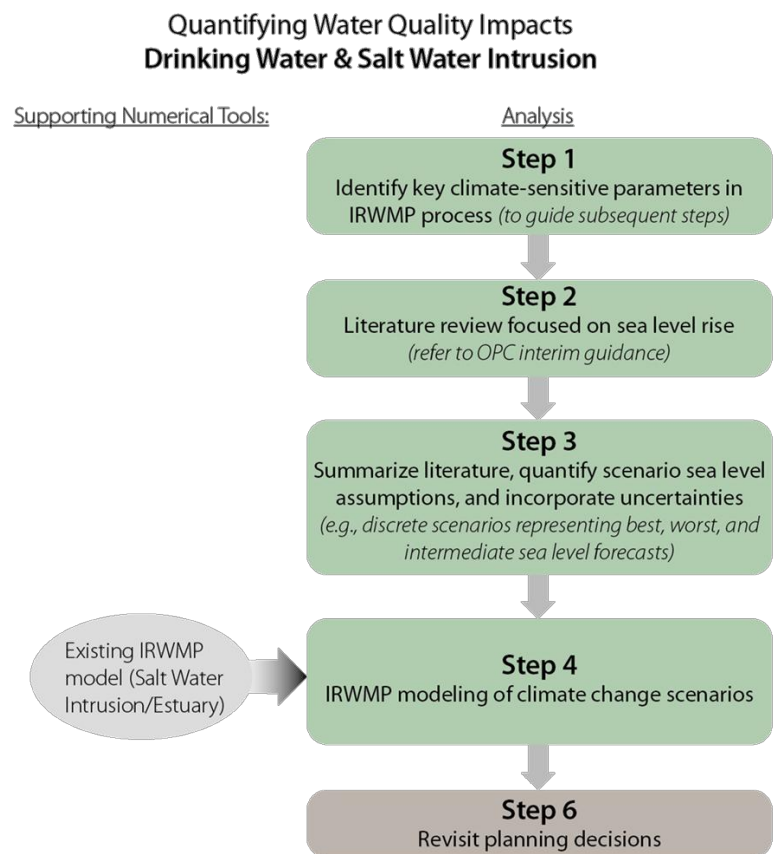 Quantifying Water Quality Impacts
Drinking Water & Salt Water Intrusion
Supporting Numerical Tools:
Analysis
Step 1
Identify key climate-sensitive parameters in
IRWMP process (to guide subsequent steps)
Step 2
Literature review focused on sea level rise
(refer to OPC interim guidance)
Step 3
Summarize literature, quantify scenario sea level
assumptions, and incorporate uncertainties
(e.g., discrete scenarios representing best, worst, and
intermediate sea level forecasts)
Existing IRWMP
model (Salt Water
Intrusion/Estuary)
Step 4
IRWMP modeling of climate change scenarios
Step 6
Revisit planning decisions